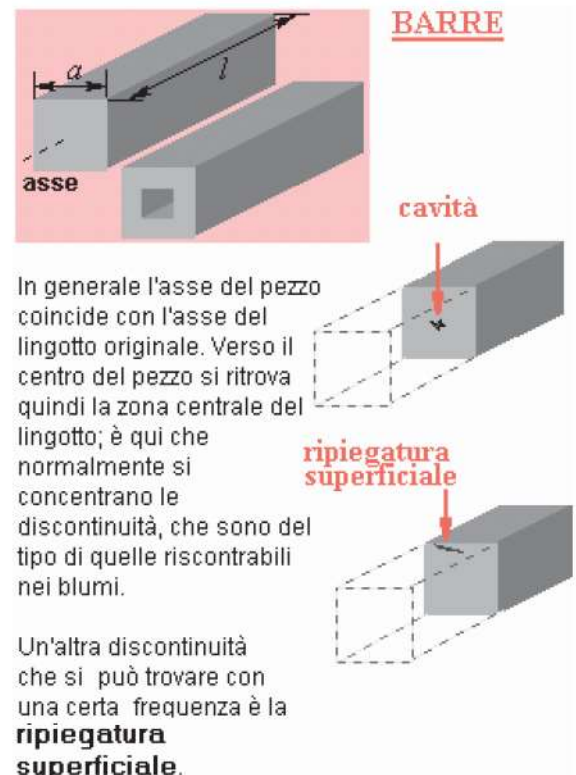 BARRE
a
l
asse
cavità
In generale l'asse del pezzo
coincide con l'asse del
lingotto originale. Verso il
centro del pezzo si ritrova
quindi la zona centrale del
lingotto; è qui che
normalmente si
concentrano le
discontinuità, che sono del
tipo di quelle riscontrabili
nei blumi.
ripiegatura
superficiale
Un'altra discontinuità
che si può trovare con
una certa frequenza è la
ripiegatura
superficiale.